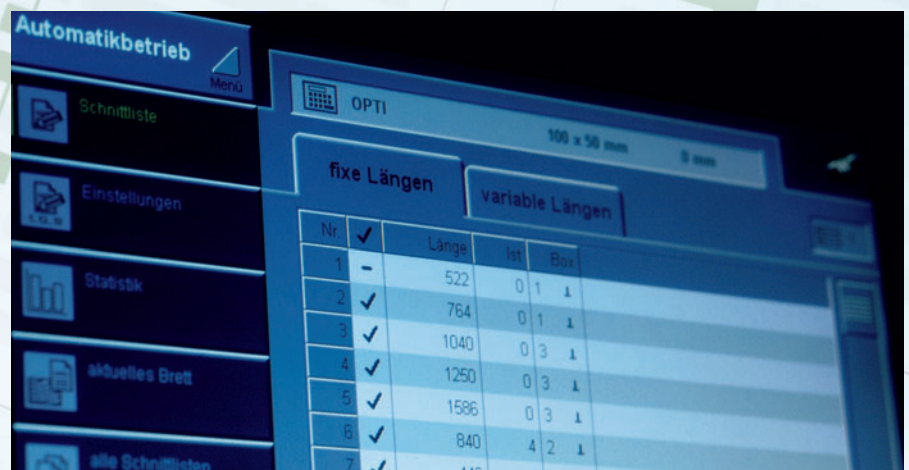 Automatikbetrieb
Menü
Schnittliste
Einstellungen
Statistik
aktuelles Brett
alle Schnittlisten
OPTI
100 x 50 mm 0 mm
fixe Längen variable Längen
Nr. ✓ Länge Ist Box
1 – 522 0 1
2 ✓ 764 0 1
3 ✓ 1040 0 3
4 ✓ 1250 0 3
5 ✓ 1586 0 3
6 ✓ 840 4 2
7 ✓